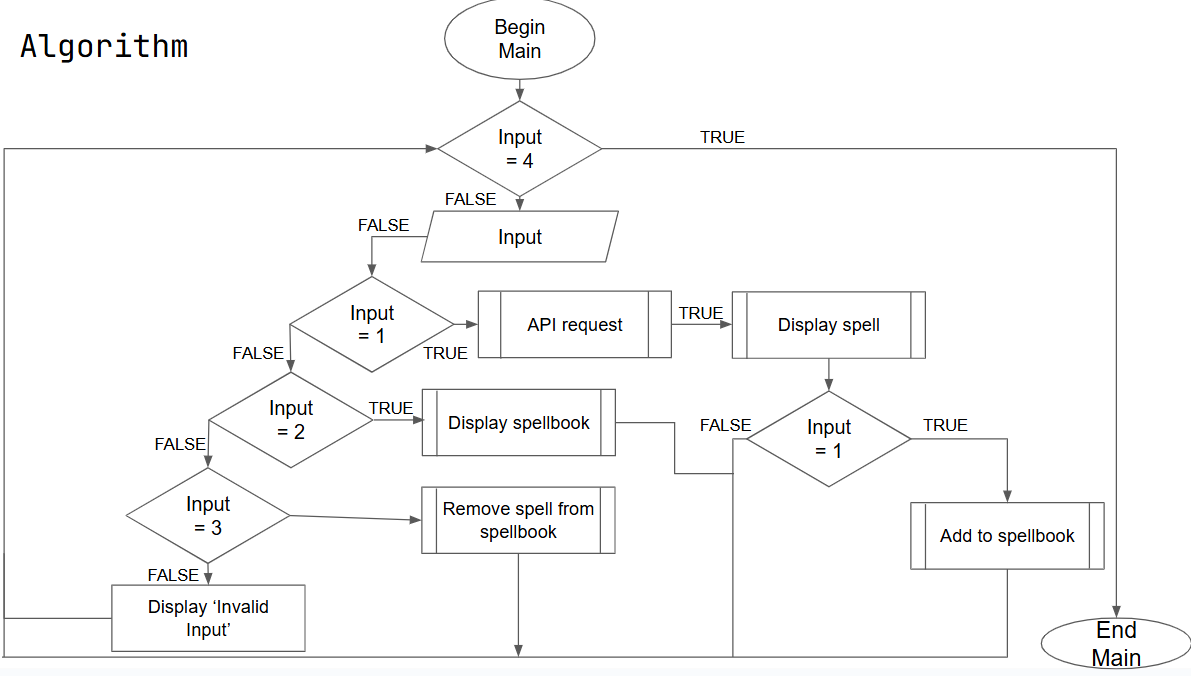 Algorithm
Begin
Main
Input
= 4
TRUE
FALSE
Input
FALSE
Input
= 1
TRUE
API request
TRUE
Display spell
FALSE
Input
= 2
TRUE
Display spellbook
FALSE
Input
= 1
TRUE
FALSE
Input
= 3
Remove spell from
spellbook
Add to spellbook
FALSE
Display ‘Invalid
Input’
End
Main